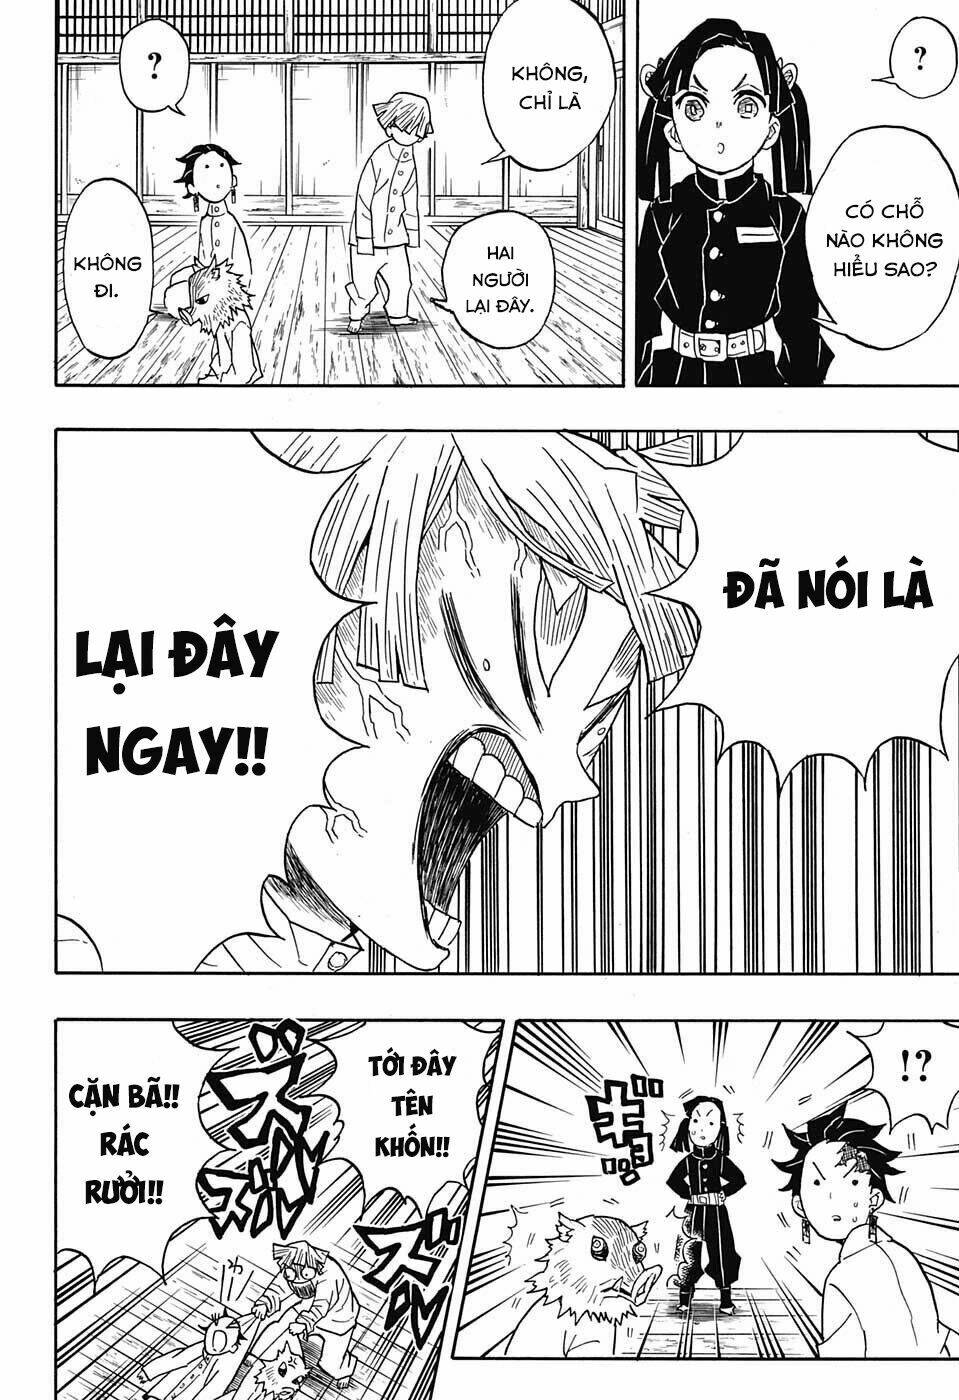 ?
CÓ CHỖ
NÀO KHÔNG
HIỂU SAO?
KHÔNG,
CHỈ LÀ
HAI
NGƯỜI
LẠI ĐÂY.
?
KHÔNG
ĐI.
ĐÃ NÓI LÀ
LẠI ĐÂY
NGAY!!
!?
TỚI ĐÂY
TÊN
KHỐN!!
CẶN BÃ!!
RÁC
RƯỞI!!